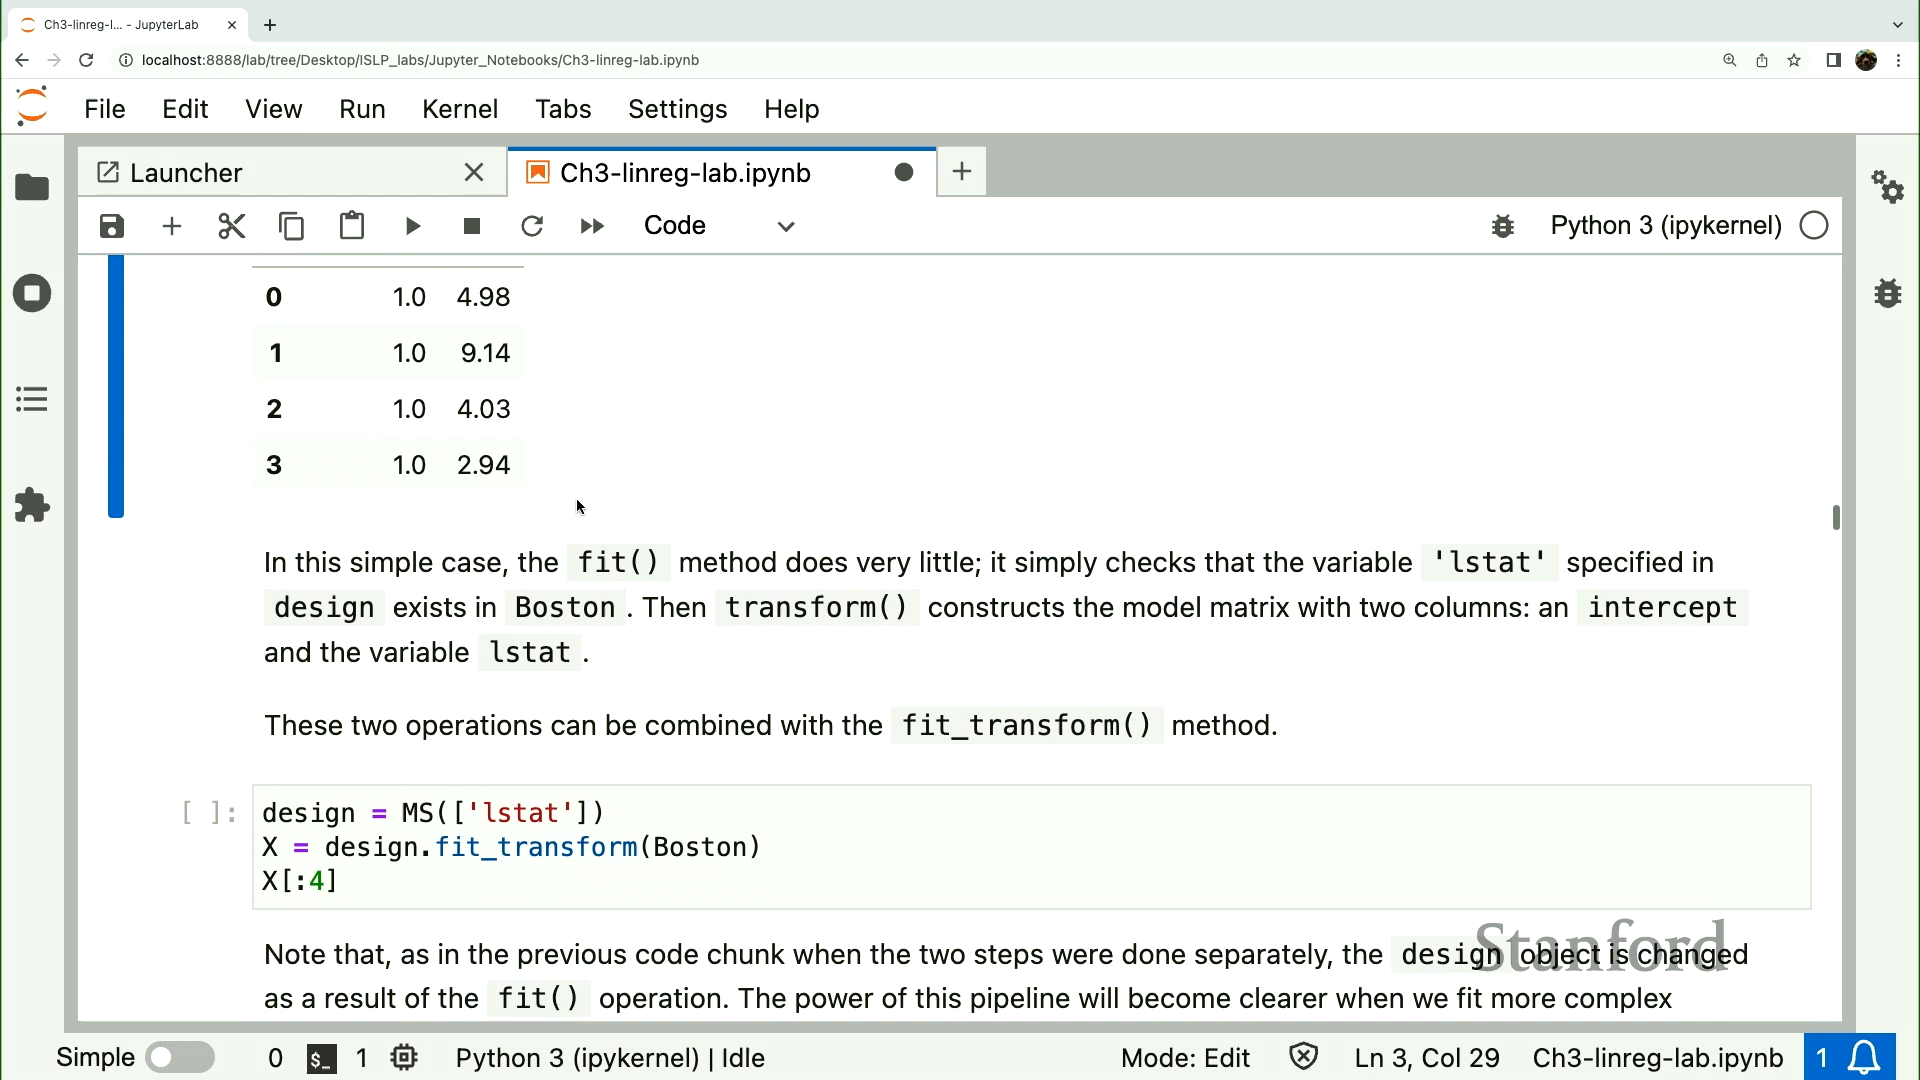 Ch3-linreg-l... - JupyterLab
localhost:8888/lab/tree/Desktop/ISLP_labs/Jupyter_Notebooks/Ch3-linreg-lab.ipynb
File Edit View Run Kernel Tabs Settings Help
Launcher Ch3-linreg-lab.ipynb
Code Python 3 (ipykernel)
0 1.0 4.98
1 1.0 9.14
2 1.0 4.03
3 1.0 2.94
In this simple case, the fit() method does very little; it simply checks that the variable 'lstat' specified in
design exists in Boston . Then transform() constructs the model matrix with two columns: an intercept
and the variable lstat .
These two operations can be combined with the fit_transform() method.
[ ]: design = MS(['lstat'])
X = design.fit_transform(Boston)
X[:4]
Note that, as in the previous code chunk when the two steps were done separately, the design object is changed
as a result of the fit() operation. The power of this pipeline will become clearer when we fit more complex
Stanford
Simple 0 $_ 1 Python 3 (ipykernel) | Idle Mode: Edit Ln 3, Col 29 Ch3-linreg-lab.ipynb 1